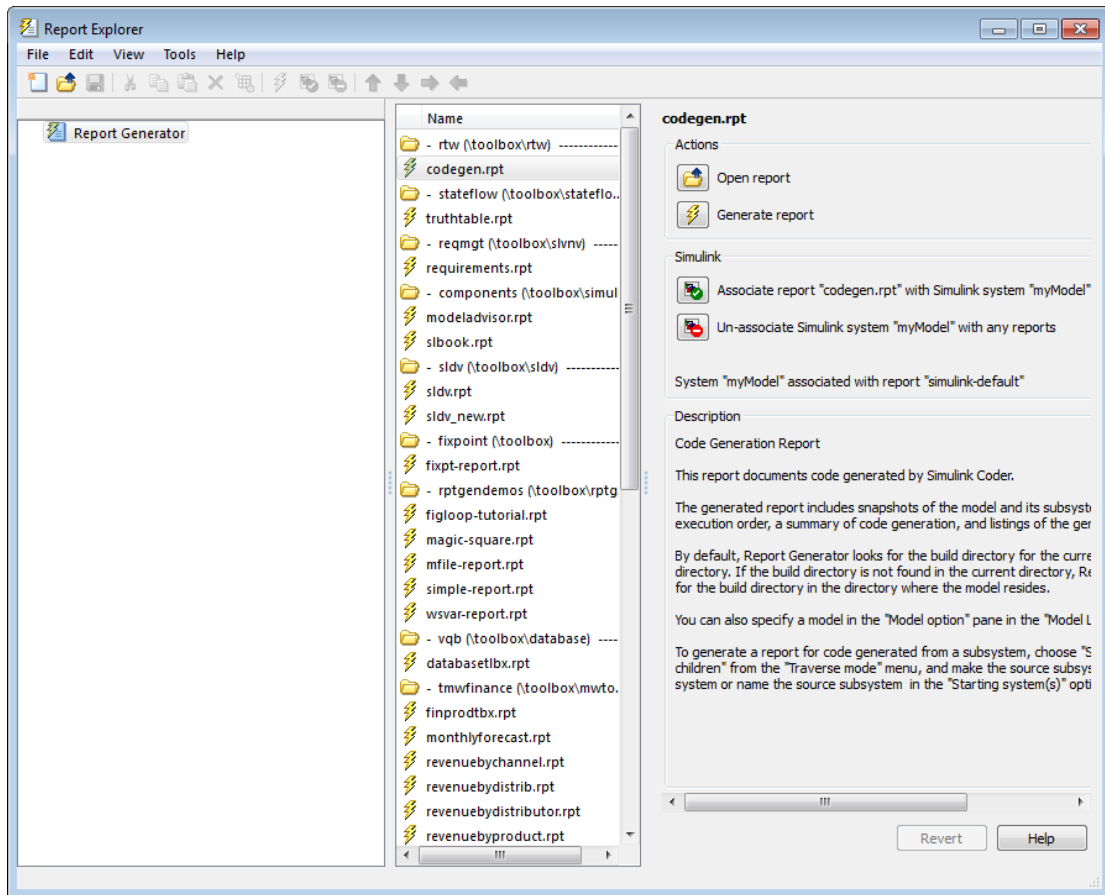 Report Explorer
File Edit View Tools Help
Report Generator
Name
- rtw (\toolbox\rtw) ------------
codegen.rpt
- stateflow (\toolbox\stateflo..
truthtable.rpt
- reqmgt (\toolbox\slvnv) -----
requirements.rpt
- components (\toolbox\simul
modeladvisor.rpt
slbook.rpt
- sldv (\toolbox\sldv) -----------
sldv.rpt
sldv_new.rpt
- fixpoint (\toolbox) ------------
fixpt-report.rpt
- rptgendemos (\toolbox\rptg
figloop-tutorial.rpt
magic-square.rpt
mfile-report.rpt
simple-report.rpt
wsvar-report.rpt
- vqb (\toolbox\database) ----
databasetlbx.rpt
- tmwfinance (\toolbox\mwto.
finprodtbx.rpt
monthlyforecast.rpt
revenuebychannel.rpt
revenuebydistrib.rpt
revenuebydistributor.rpt
revenuebyproduct.rpt
codegen.rpt
Actions
Open report
Generate report
Simulink
Associate report "codegen.rpt" with Simulink system "myModel"
Un-associate Simulink system "myModel" with any reports
System "myModel" associated with report "simulink-default"
Description
Code Generation Report
This report documents code generated by Simulink Coder.
The generated report includes snapshots of the model and its subsyste
execution order, a summary of code generation, and listings of the ger
By default, Report Generator looks for the build directory for the curre
directory. If the build directory is not found in the current directory, Re
for the build directory in the directory where the model resides.
You can also specify a model in the "Model option" pane in the "Model L
To generate a report for code generated from a subsystem, choose "S
children" from the "Traverse mode" menu, and make the source subsys
system or name the source subsystem in the "Starting system(s)" opti
Revert Help